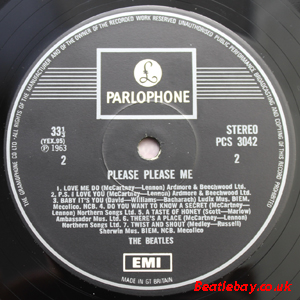 OF THE MANUFACTURER AND OF THE OWNER OF THE RECORDED WORK RESERVED UNAUTHORISED PUBLIC PERFORMANCE BROADCASTING AND COPYING OF THIS RECORD PROHIBITED
THE GRAMOPHONE CO LTD
ALL RIGHTS
£
PARLOPHONE
33⅓
(YEX.95)
℗ 1963
2
STEREO
PCS 3042
2
PLEASE PLEASE ME
1. LOVE ME DO (McCartney—Lennon) Ardmore & Beechwood Ltd.
2. P.S. I LOVE YOU (McCartney—Lennon) Ardmore & Beechwood Ltd.
3. BABY IT'S YOU (David—Williams—Bacharach) Ludix Mus. BIEM,
Mecolico, NCB. 4. DO YOU WANT TO KNOW A SECRET (McCartney—
Lennon) Northern Songs Ltd. 5. A TASTE OF HONEY (Scott—Marlow)
Ambassador Mus. Ltd. 6. THERE'S A PLACE (McCartney—Lennon)
Northern Songs Ltd. 7. TWIST AND SHOUT (Medley—Russell)
Sherwin Mus. BIEM, NCB, Mecolico.
THE BEATLES
EMI
MADE IN GT BRITAIN
Beatlebay.co.uk